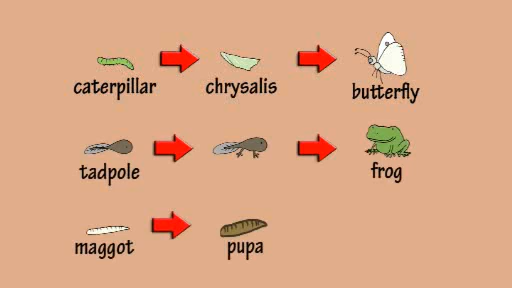 caterpillar chrysalis butterfly
tadpole frog
maggot pupa